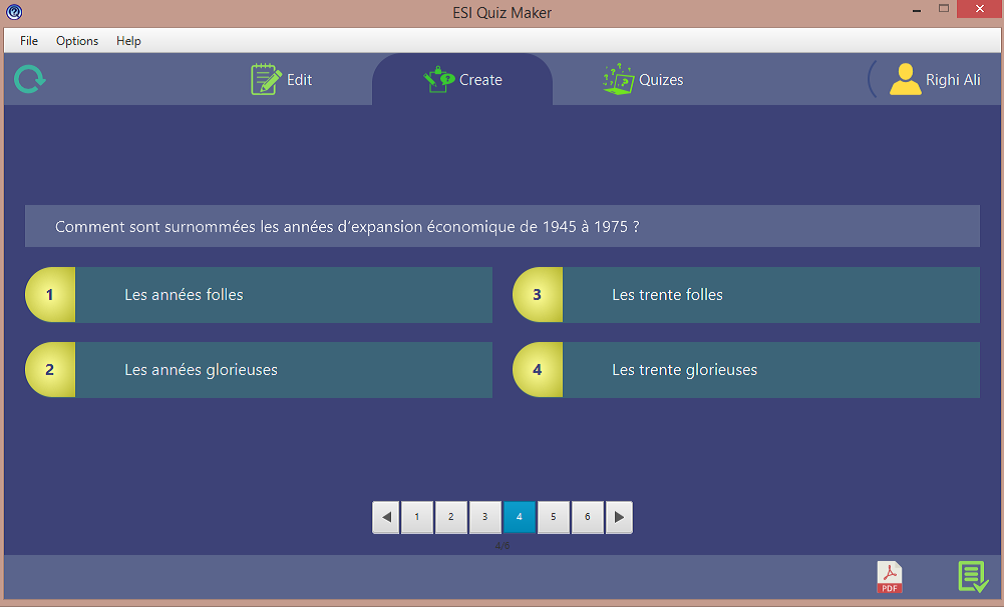 ESI Quiz Maker
File Options Help
Edit
Create
Quizes
Righi Ali
Comment sont surnommées les années d’expansion économique de 1945 à 1975 ?
1 Les années folles
3 Les trente folles
2 Les années glorieuses
4 Les trente glorieuses
1 2 3 4 5 6
4/6
PDF